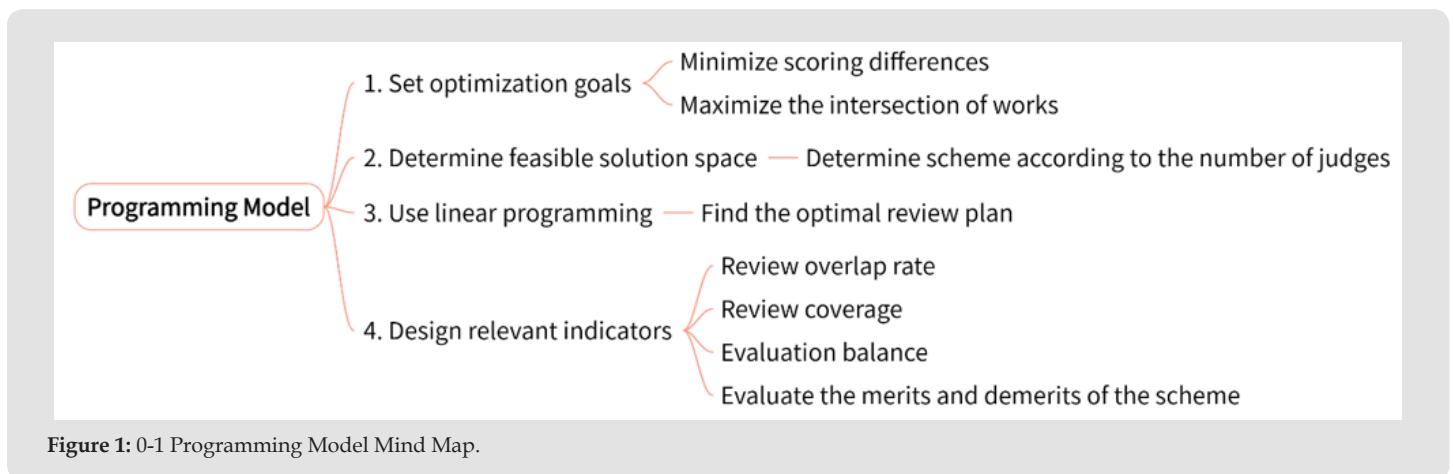 Programming Model
1. Set optimization goals
Minimize scoring differences
Maximize the intersection of works
2. Determine feasible solution space
Determine scheme according to the number of judges
3. Use linear programming
Find the optimal review plan
4. Design relevant indicators
Review overlap rate
Review coverage
Evaluation balance
Evaluate the merits and demerits of the scheme
Figure 1: 0-1 Programming Model Mind Map.